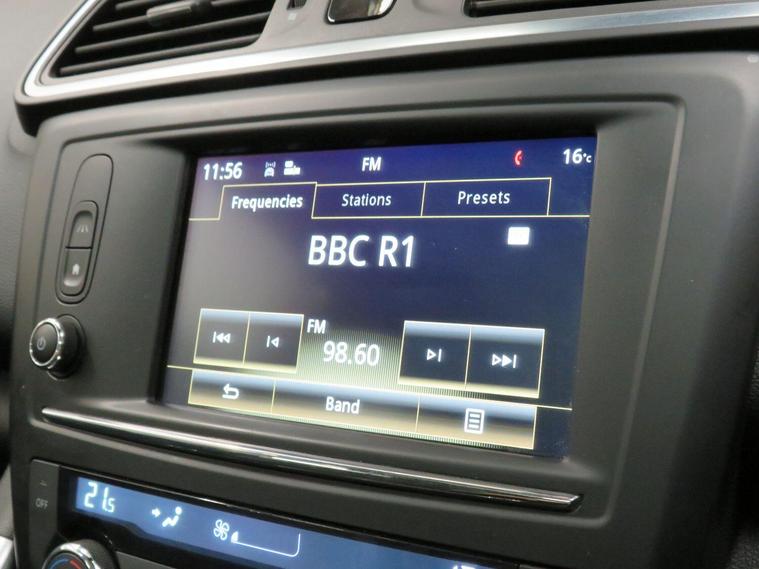 11:56 FM 16°C
Frequencies Stations Presets
BBC R1
FM
98.60
Band
OFF 21.5